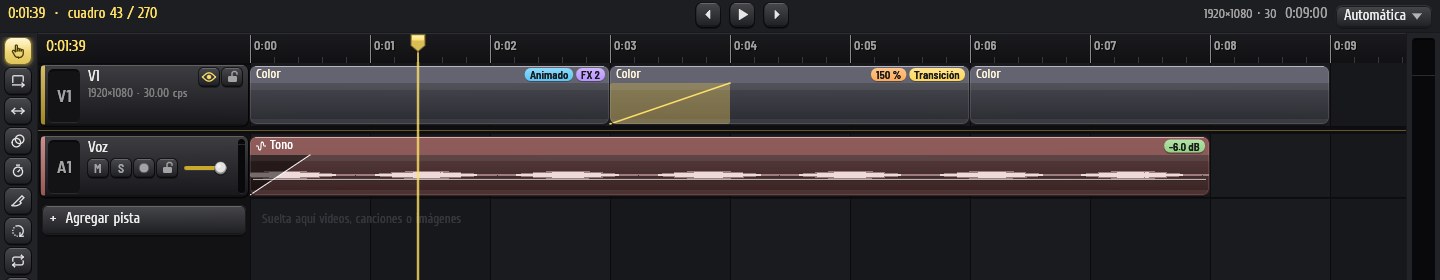 0:01:39 · cuadro 43 / 270
1920×1080 · 30 0:09:00 Automática
0:01:39
0:00 0:01 0:02 0:03 0:04 0:05 0:06 0:07 0:08 0:09
V1
V1
1920×1080 · 30.00 cps
Color Animado FX 2
Color 150 % Transición
Color
A1
Voz
M S
Tono -6.0 dB
+ Agregar pista
Suelta aquí videos, canciones o imágenes